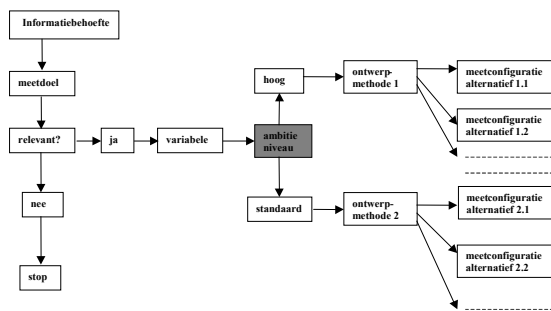 Informatiebehoefte
meetdoel
relevant?
ja
variabele
ambitie
niveau
nee
stop
hoog
ontwerp-
methode 1
meetconfiguratie
alternatief 1.1
meetconfiguratie
alternatief 1.2
standaard
ontwerp-
methode 2
meetconfiguratie
alternatief 2.1
meetconfiguratie
alternatief 2.2